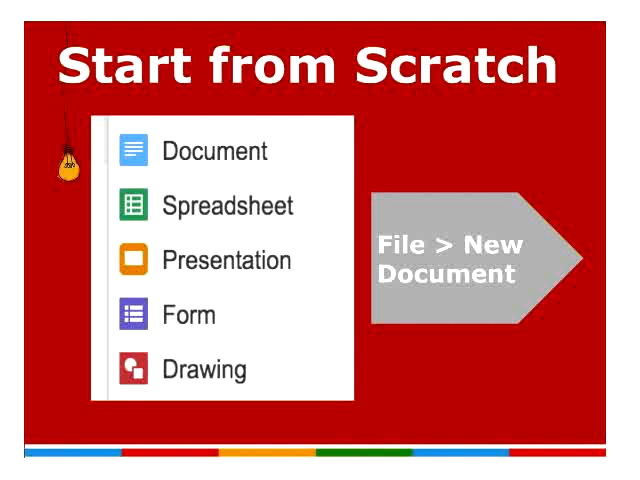 Start from Scratch
Document
Spreadsheet
Presentation
Form
Drawing
File > New
Document